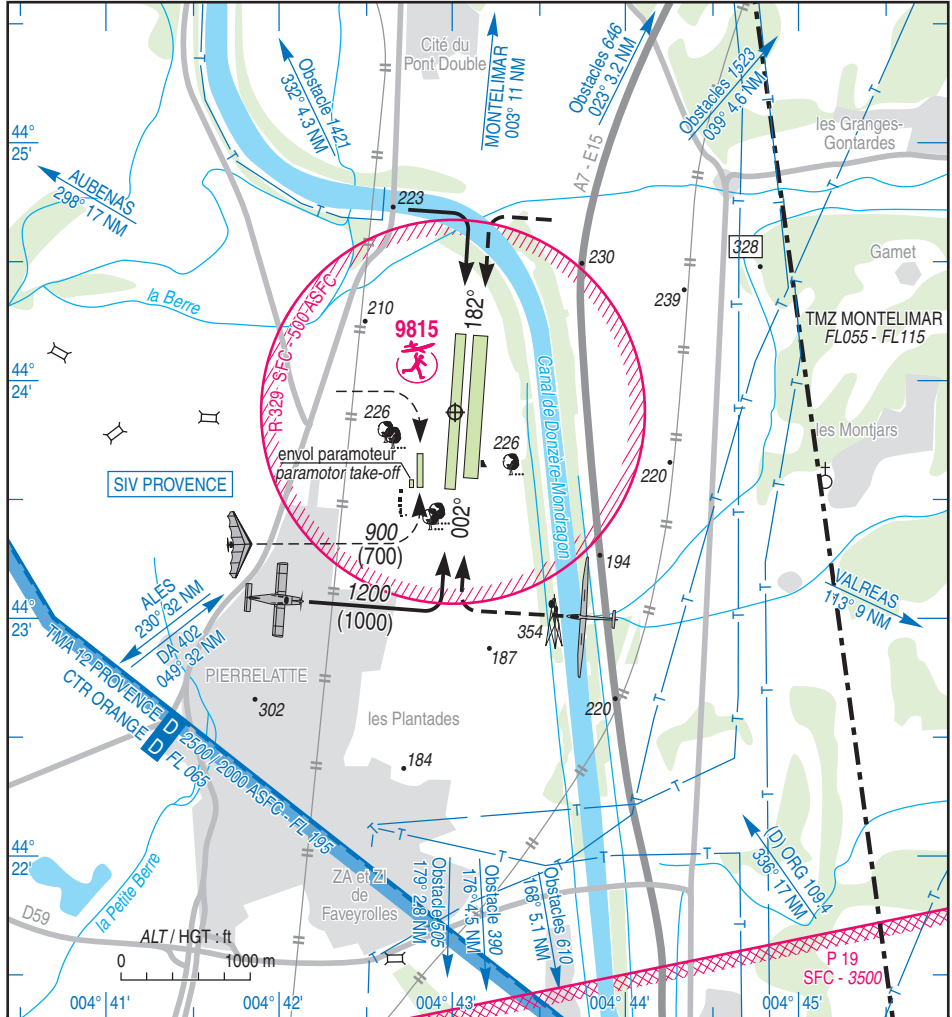 Cité du
Pont Double
Obstacle 1421
332° 4,3 NM
MONTELIMAR
003° 11 NM
Obstacles 646
023° 3.2 NM
Obstacles 1523
039° 4,6 NM
les Granges-
Gontardes
44°
25'
A7 - E15
AUBENAS
298° 17 NM
223
la Berre
230
328
Gamet
239
210
R 329 SFC - 500 ASFC
9815
182°
TMZ MONTELIMAR
FL055 - FL115
44°
24'
Canal de Donzère-Mondragon
226
226
les Montjars
envol paramoteur
paramotor take-off
220
SIV PROVENCE
002°
900
(700)
194
ALES
230° 32 NM
DA 402
049° 32 NM
1200
(1000)
VALREAS
113° 9 NM
44°
23'
354
187
TMA 12 PROVENCE D 2500 / 2000 ASFC - FL 195
CTR ORANGE D FL 065
PIERRELATTE
302
220
les Plantades
184
(D) ORG 109.4
336° 17 NM
44°
22'
la Petite Berre
ZA et ZI
de
Faveyrolles
Obstacle 505
179° 2.8 NM
Obstacle 390
176° 4.5 NM
Obstacles 610
168° 5.1 NM
D59
ALT / HGT : ft
0 1000 m
P 19
SFC - 3500
004° 41' 004° 42' 004° 43' 004° 44' 004° 45'